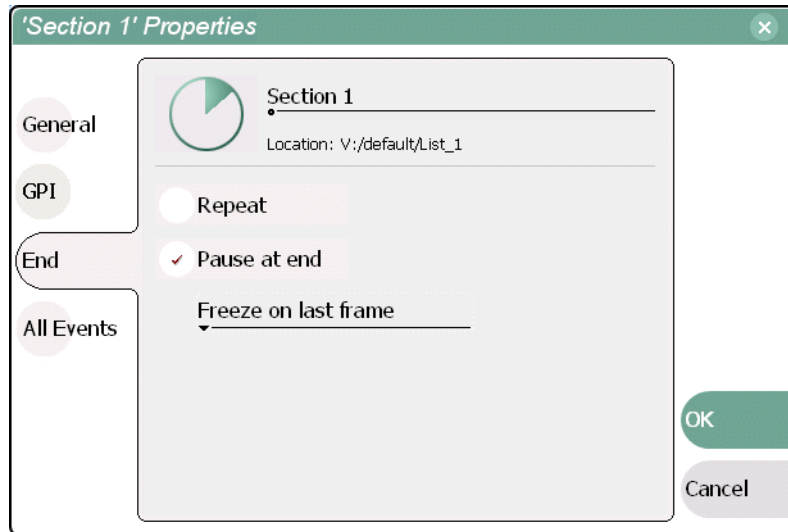 'Section 1' Properties
General
GPI
End
All Events
Section 1
Location: V:/default/List_1
Repeat
Pause at end
Freeze on last frame
OK
Cancel